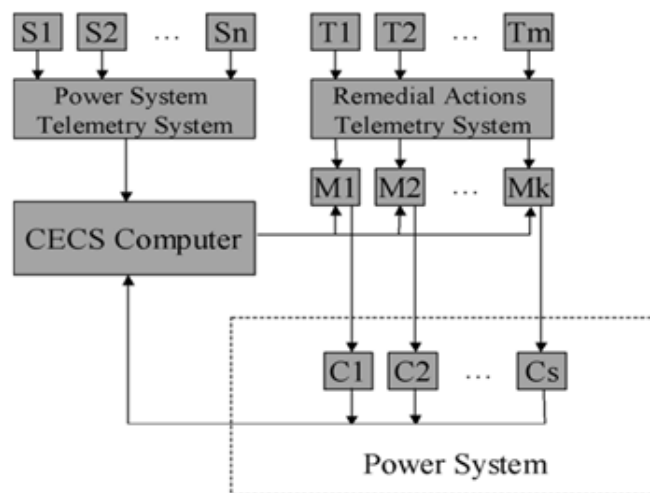 S1 S2 … Sn T1 T2 … Tm
Power System
Telemetry System
Remedial Actions
Telemetry System
M1 M2 … Mk
CECS Computer
C1 C2 … Cs
Power System